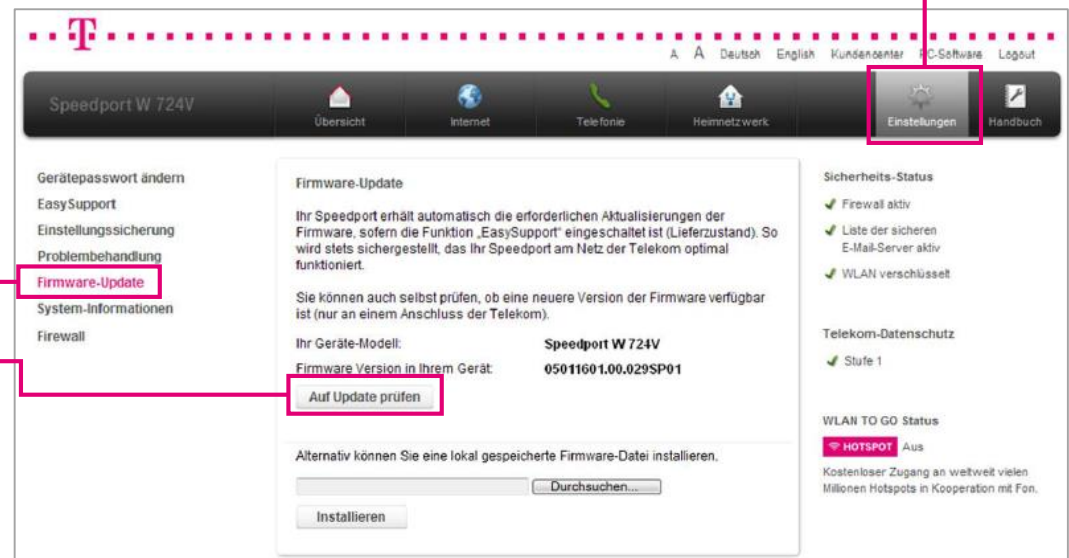 T
A A Deutsch English Kundencenter PC-Software Logout
Speedport W 724V
Übersicht
Internet
Telefonie
Heimnetzwerk
Einstellungen
Handbuch
Gerätepasswort ändern
EasySupport
Einstellungssicherung
Problembehandlung
Firmware-Update
System-Informationen
Firewall
Firmware-Update
Ihr Speedport erhält automatisch die erforderlichen Aktualisierungen der
Firmware, sofern die Funktion „EasySupport“ eingeschaltet ist (Lieferzustand). So
wird stets sichergestellt, das Ihr Speedport am Netz der Telekom optimal
funktioniert.
Sie können auch selbst prüfen, ob eine neuere Version der Firmware verfügbar
ist (nur an einem Anschluss der Telekom).
Ihr Geräte-Modell: Speedport W 724V
Firmware Version in Ihrem Gerät: 05011601.00.029SP01
Auf Update prüfen
Alternativ können Sie eine lokal gespeicherte Firmware-Datei installieren.
Durchsuchen...
Installieren
Sicherheits-Status
Firewall aktiv
Liste der sicheren
E-Mail-Server aktiv
WLAN verschlüsselt
Telekom-Datenschutz
Stufe 1
WLAN TO GO Status
HOTSPOT Aus
Kostenloser Zugang an weltweit vielen
Millionen Hotspots in Kooperation mit Fon.